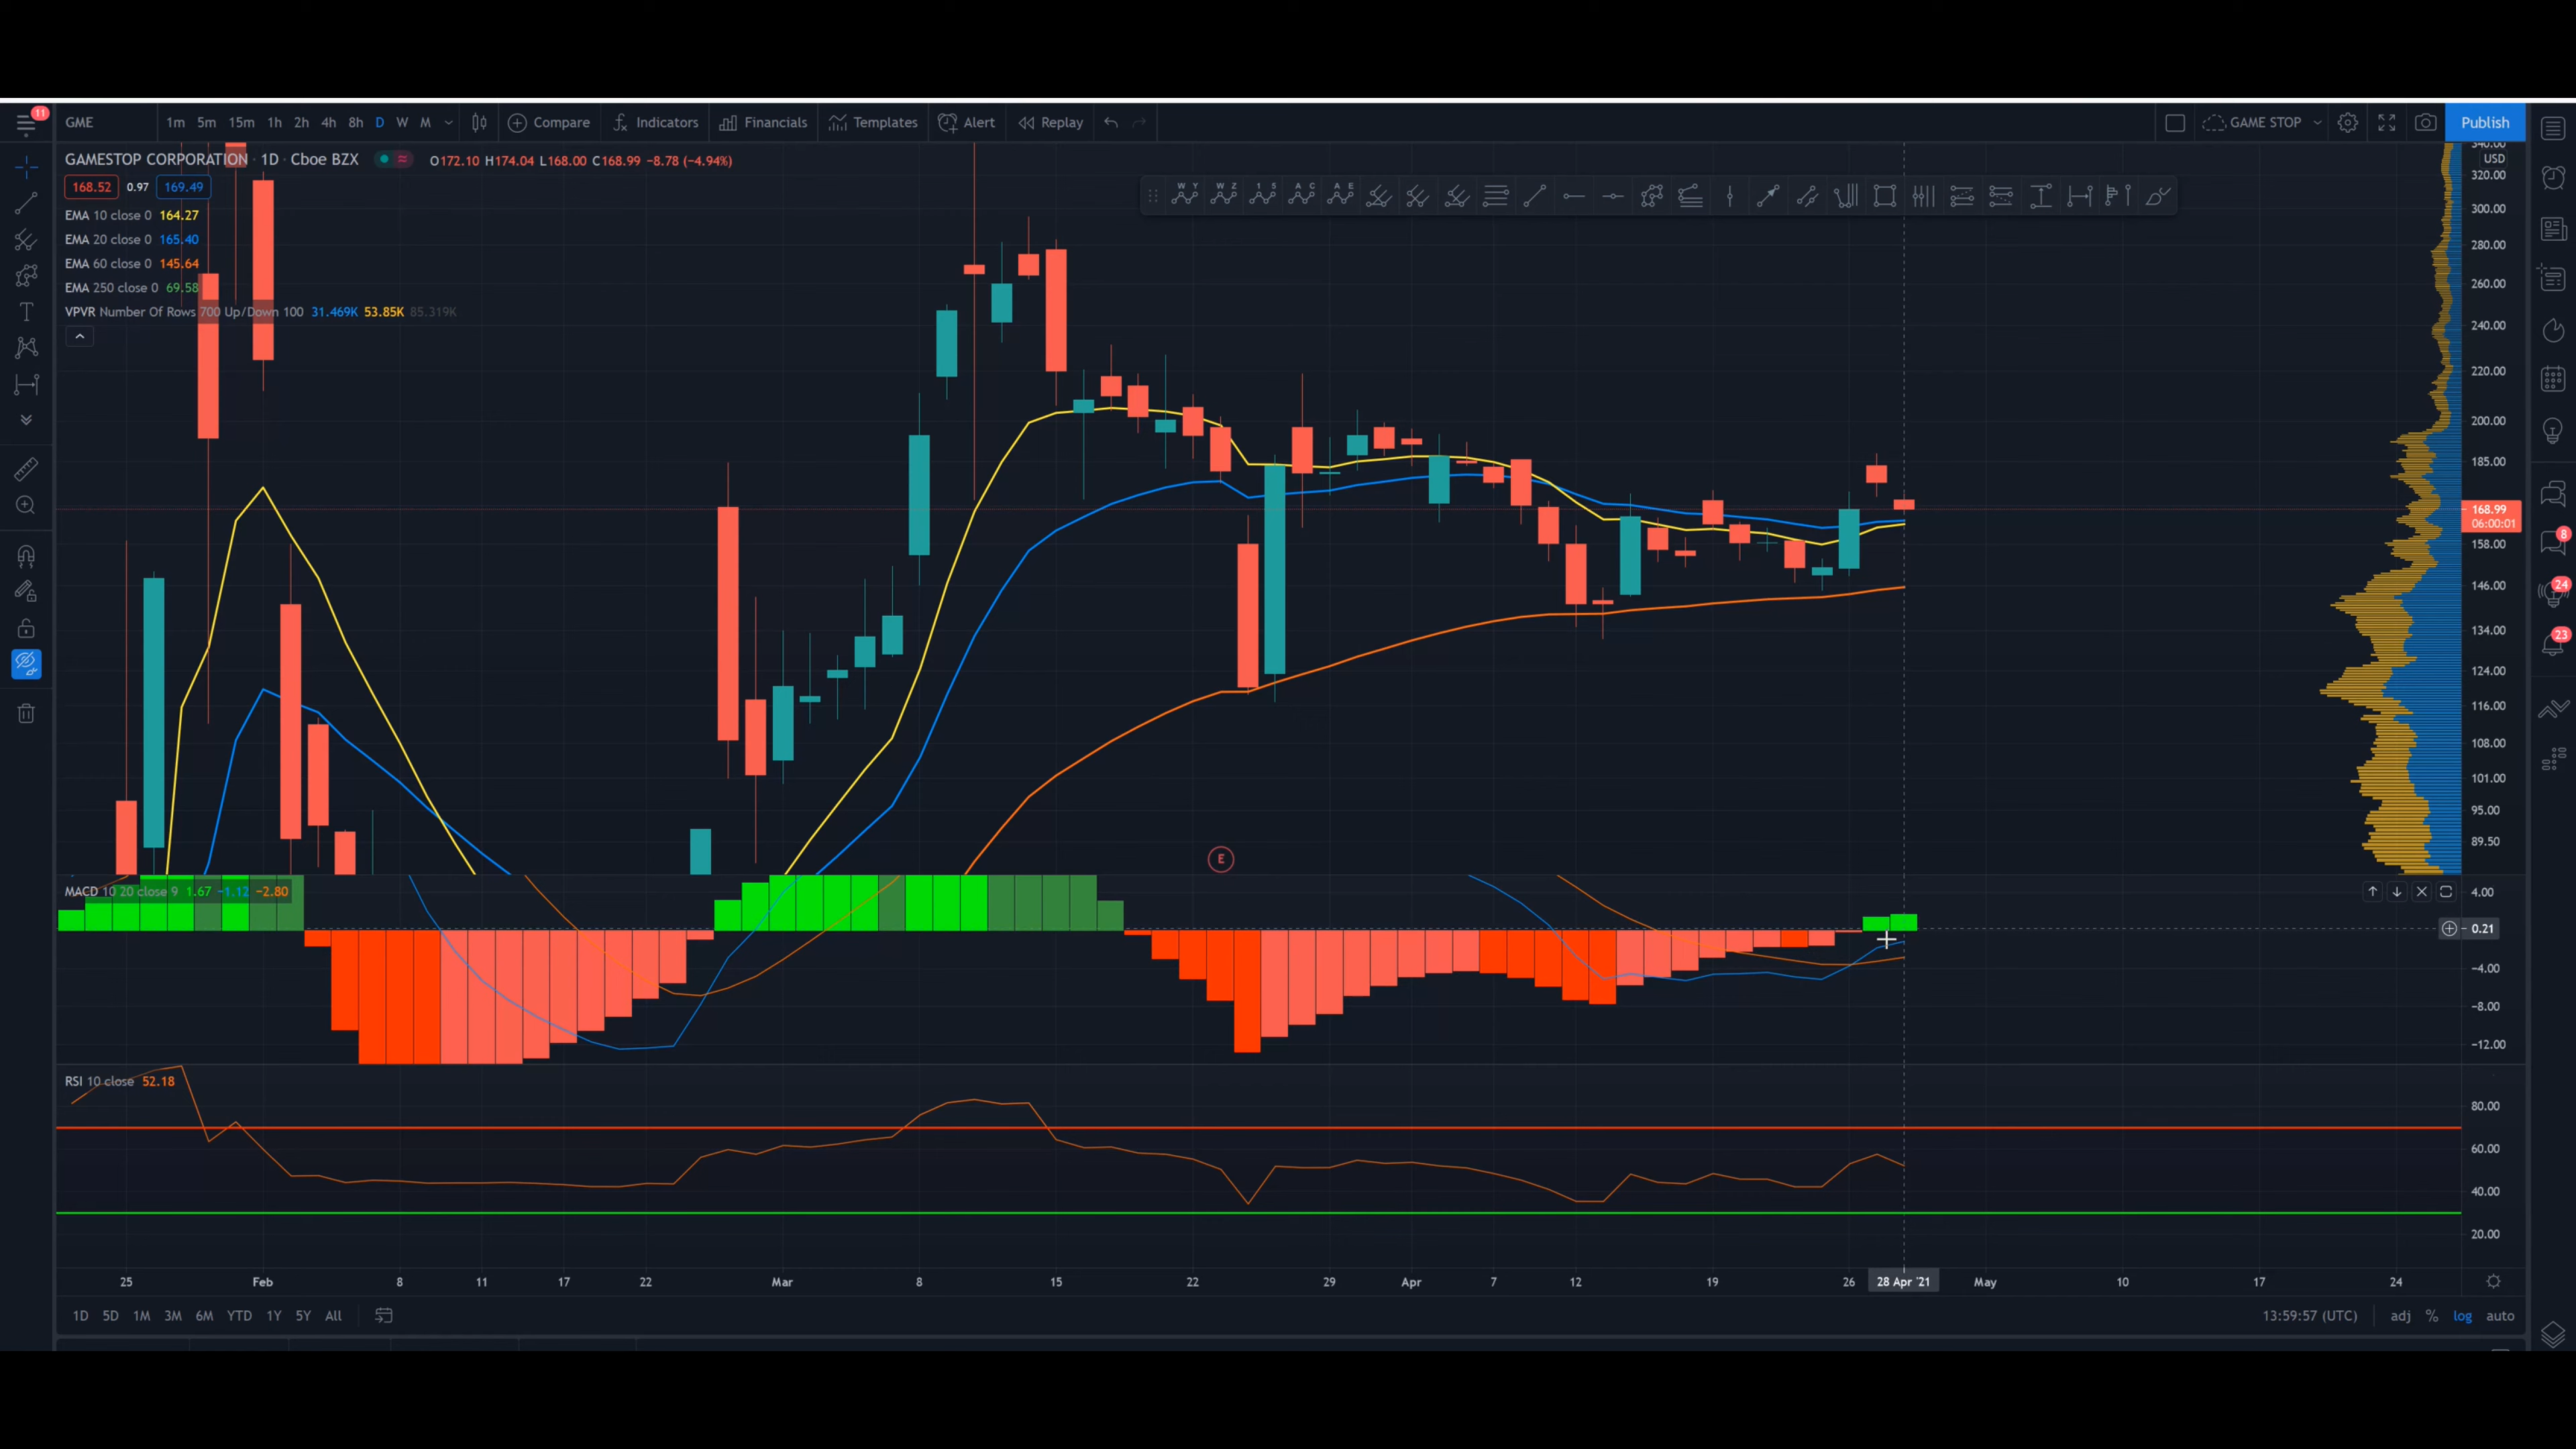 11
GME 1m 5m 15m 1h 2h 4h 8h D W M Compare Indicators Financials Templates Alert Replay GAME STOP Publish
GAMESTOP CORPORATION · 1D · Cboe BZX O172.10 H174.04 L168.00 C168.99 −8.78 (−4.94%)
168.52 0.97 169.49
EMA 10 close 0 164.27
EMA 20 close 0 165.40
EMA 60 close 0 145.64
EMA 250 close 0 69.58
VPVR Number Of Rows 700 Up/Down 100 31.469K 53.85K 85.319K
W Y W Z 1 5 A C A E
340.00
USD
320.00
300.00
280.00
260.00
240.00
220.00
200.00
185.00
168.99
06:00:01
158.00
146.00
134.00
124.00
116.00
108.00
101.00
95.00
89.50
8
24
23
E
MACD 10 20 close 9 1.67 −1.12 −2.80
4.00
0.21
−4.00
−8.00
−12.00
RSI 10 close 52.18
80.00
60.00
40.00
20.00
25 Feb 8 11 17 22 Mar 8 15 22 29 Apr 7 12 19 26 28 Apr '21 May 10 17 24
1D 5D 1M 3M 6M YTD 1Y 5Y All 13:59:57 (UTC) adj % log auto